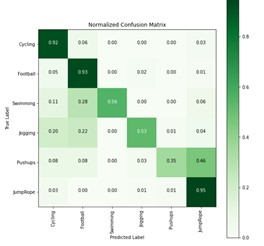 Normalized Confusion Matrix
Cycling 0.92 0.06 0.00 0.00 0.00 0.03
Football 0.05 0.93 0.00 0.02 0.00 0.01
Swimming 0.11 0.28 0.56 0.00 0.00 0.06
Jogging 0.20 0.22 0.00 0.53 0.01 0.04
Pushups 0.08 0.08 0.00 0.03 0.35 0.46
JumpRope 0.03 0.00 0.00 0.01 0.01 0.95
Cycling Football Swimming Jogging Pushups JumpRope
True Label
Predicted Label
0.8
0.6
0.4
0.2
0.0